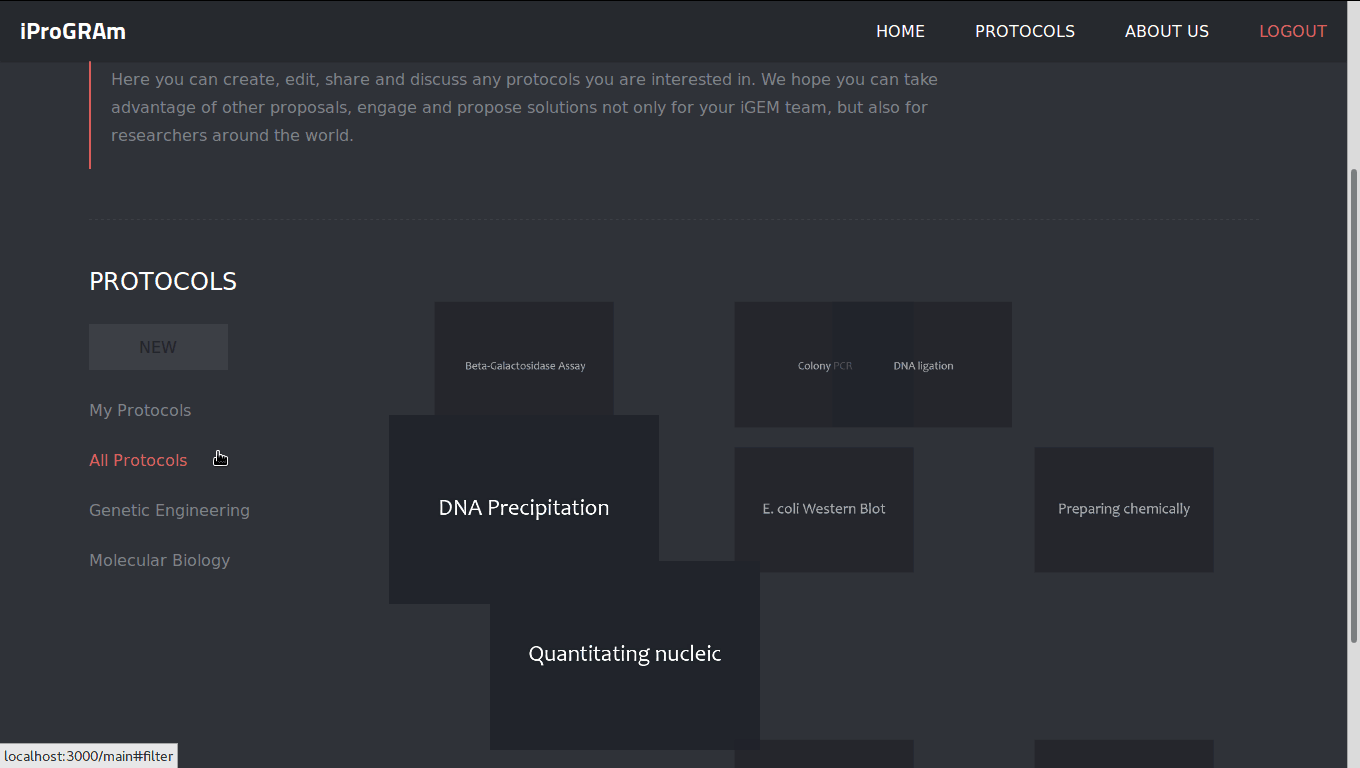 iProGRAm
HOME
PROTOCOLS
ABOUT US
LOGOUT
Here you can create, edit, share and discuss any protocols you are interested in. We hope you can take
advantage of other proposals, engage and propose solutions not only for your iGEM team, but also for
researchers around the world.
PROTOCOLS
NEW
My Protocols
All Protocols
Genetic Engineering
Molecular Biology
Beta-Galactosidase Assay
Colony PCR
DNA ligation
DNA Precipitation
E. coli Western Blot
Preparing chemically
Quantitating nucleic
localhost:3000/main#filter